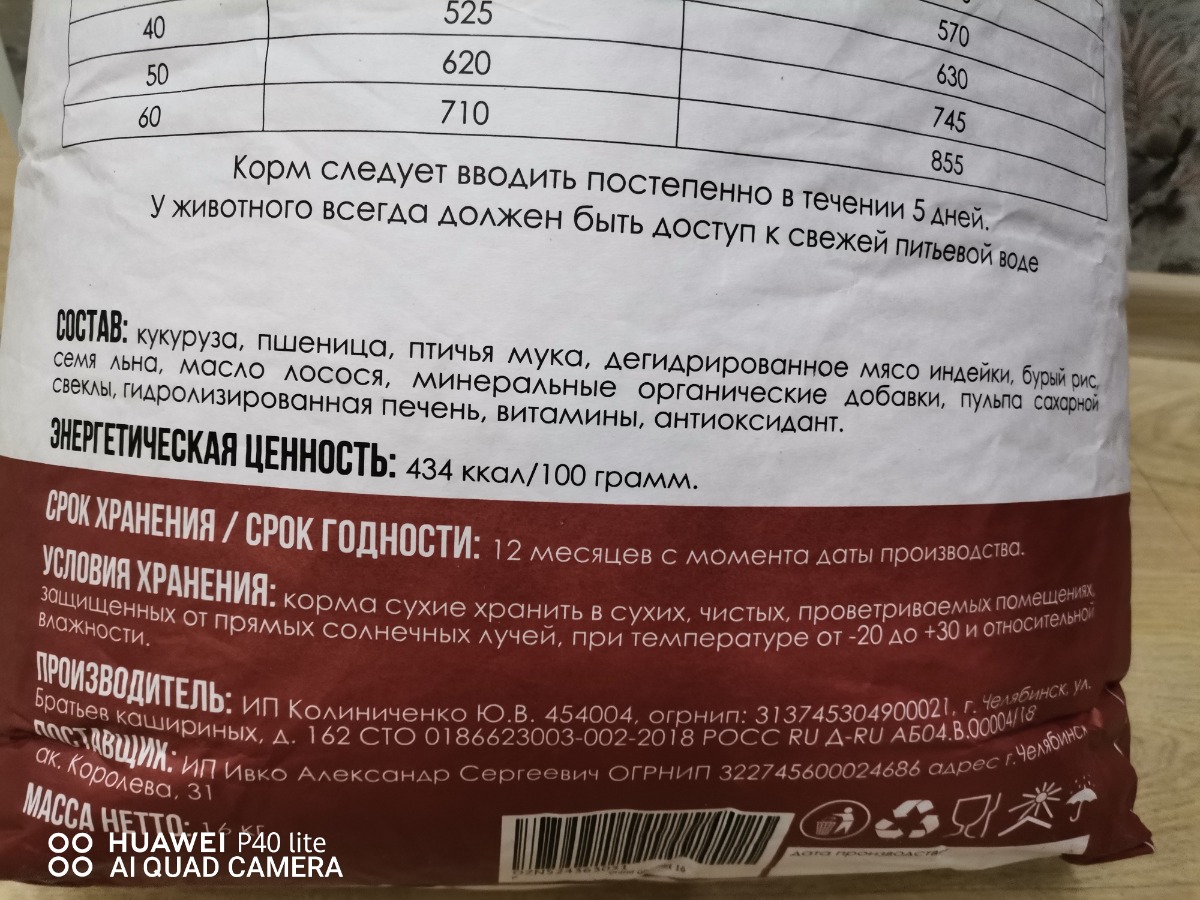 40 525 570
50 620 630
60 710 745
855
Корм следует вводить постепенно в течении 5 дней.
У животного всегда должен быть доступ к свежей питьевой воде
СОСТАВ: кукуруза, пшеница, птичья мука, дегидрированное мясо индейки, бурый рис,
семя льна, масло лосося, минеральные органические добавки, пульпа сахарной
свеклы, гидролизированная печень, витамины, антиоксидант.
ЭНЕРГЕТИЧЕСКАЯ ЦЕННОСТЬ: 434 ккал/100 грамм.
СРОК ХРАНЕНИЯ / СРОК ГОДНОСТИ: 12 месяцев с момента даты производства.
УСЛОВИЯ ХРАНЕНИЯ: корма сухие хранить в сухих, чистых, проветриваемых помещениях,
защищенных от прямых солнечных лучей, при температуре от -20 до +30 и относительной
влажности.
ПРОИЗВОДИТЕЛЬ: ИП Колиниченко Ю.В. 454004, огрнип: 313745304900021, г. Челябинск, ул.
Братьев кашириных, д. 162 СТО 0186623003-002-2018 РОСС RU Д-RU АБ04.В.00004/18
ПОСТАВЩИК: ИП Ивко Александр Сергеевич ОГРНИП 322745600024686 адрес г.Челябинск
ак. Королева, 31
МАССА НЕТТО: 16 кг
дата производства
HUAWEI P40 lite
AI QUAD CAMERA